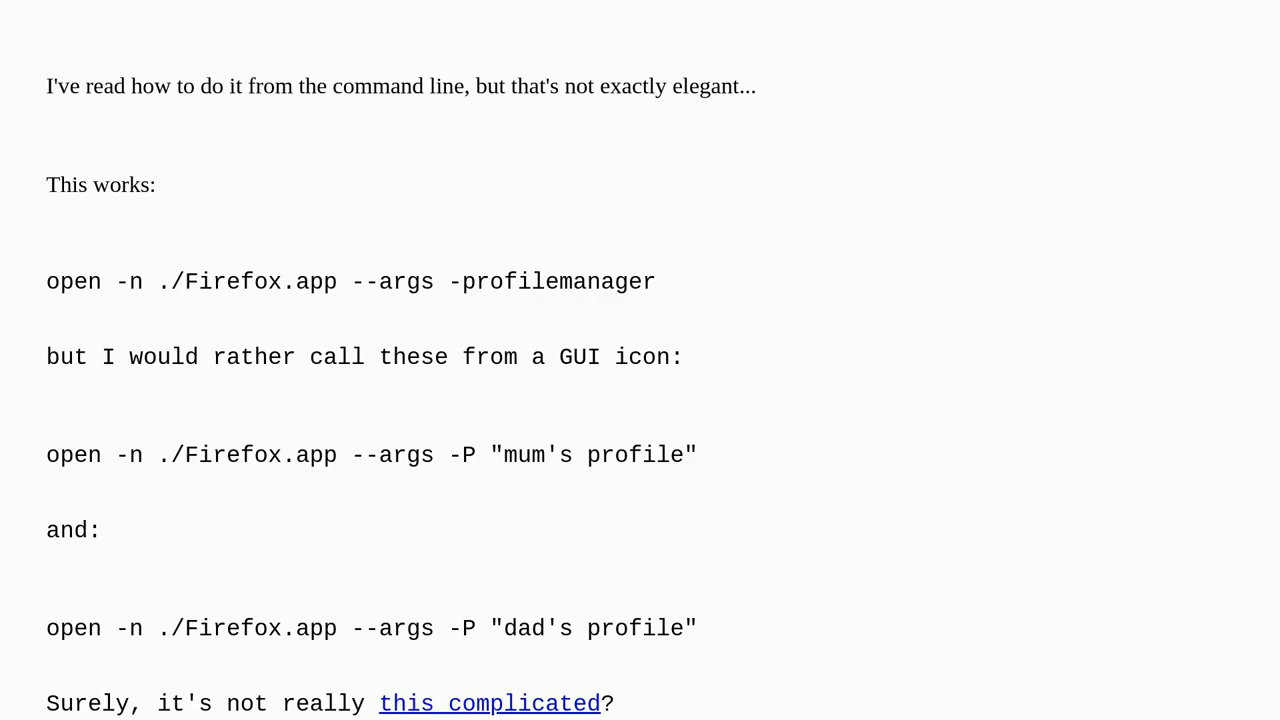 I've read how to do it from the command line, but that's not exactly elegant...
This works:
open -n ./Firefox.app --args -profilemanager
but I would rather call these from a GUI icon:
open -n ./Firefox.app --args -P "mum's profile"
and:
open -n ./Firefox.app --args -P "dad's profile"
Surely, it's not really this complicated?